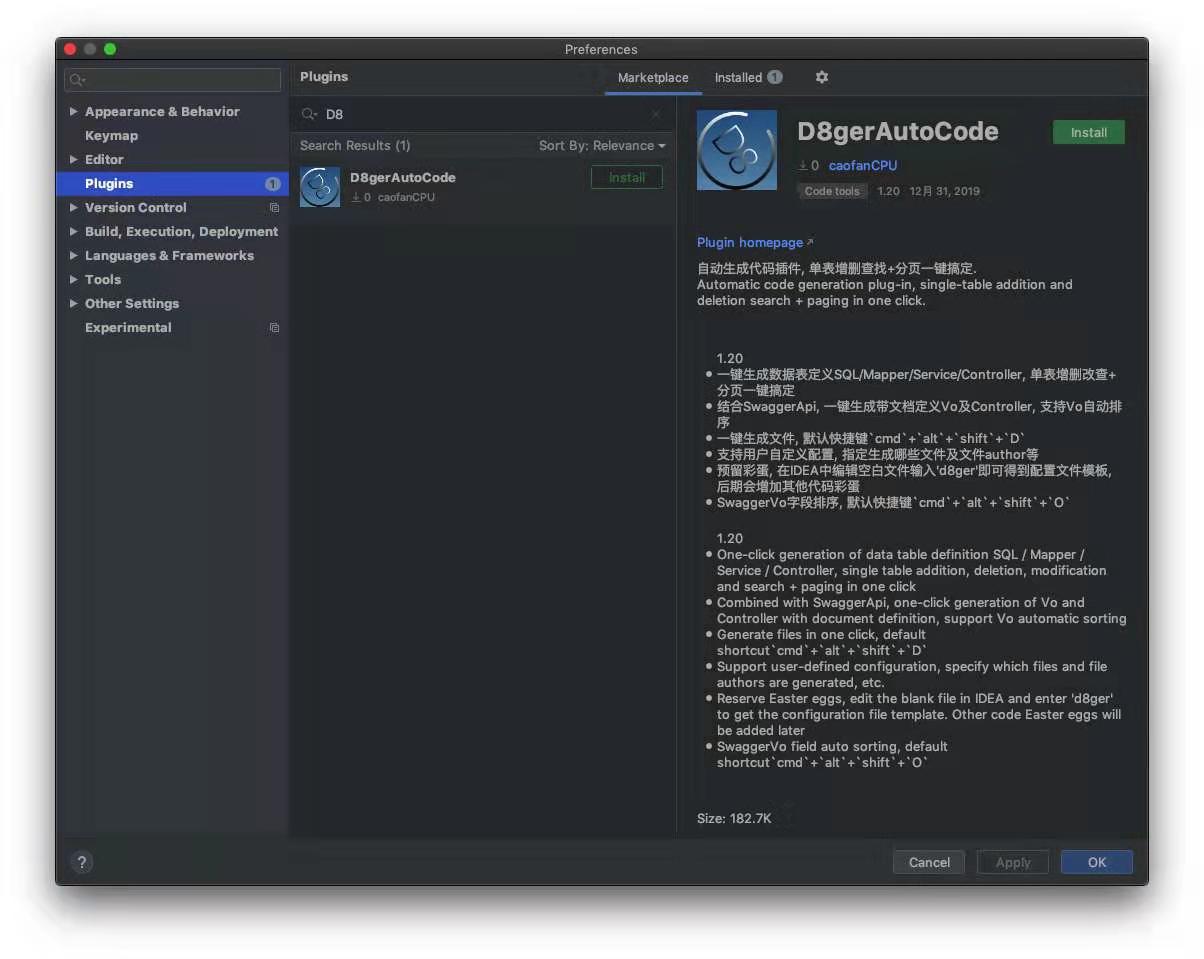 Preferences
Appearance & Behavior
Keymap
Editor
Plugins
1
Version Control
Build, Execution, Deployment
Languages & Frameworks
Tools
Other Settings
Experimental
Plugins
Marketplace
Installed 1
D8
Search Results (1)
Sort By: Relevance
D8gerAutoCode
Install
0 caofanCPU
D8gerAutoCode
Install
0 caofanCPU
Code tools 1.20 12月 31, 2019
Plugin homepage
自动生成代码插件, 单表增删查找+分页一键搞定.
Automatic code generation plug-in, single-table addition and
deletion search + paging in one click.
1.20
一键生成数据表定义SQL/Mapper/Service/Controller, 单表增删改查+
分页一键搞定
结合SwaggerApi, 一键生成带文档定义Vo及Controller, 支持Vo自动排
序
一键生成文件, 默认快捷键`cmd`+`alt`+`shift`+`D`
支持用户自定义配置, 指定生成哪些文件及文件author等
预留彩蛋, 在IDEA中编辑空白文件输入'd8ger'即可得到配置文件模板,
后期会增加其他代码彩蛋
SwaggerVo字段排序, 默认快捷键`cmd`+`alt`+`shift`+`O`
1.20
One-click generation of data table definition SQL / Mapper /
Service / Controller, single table addition, deletion, modification
and search + paging in one click
Combined with SwaggerApi, one-click generation of Vo and
Controller with document definition, support Vo automatic sorting
Generate files in one click, default
shortcut`cmd`+`alt`+`shift`+`D`
Support user-defined configuration, specify which files and file
authors are generated, etc.
Reserve Easter eggs, edit the blank file in IDEA and enter 'd8ger'
to get the configuration file template. Other code Easter eggs will
be added later
SwaggerVo field auto sorting, default
shortcut`cmd`+`alt`+`shift`+`O`
Size: 182.7K
?
Cancel
Apply
OK